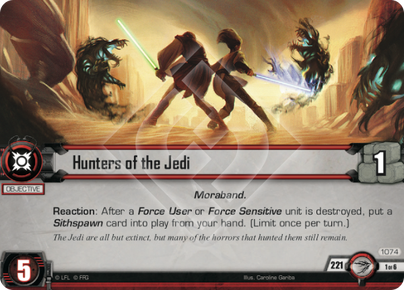 Hunters of the Jedi
1
OBJECTIVE
Moraband.
Reaction: After a Force User or Force Sensitive unit is destroyed, put a
Sithspawn card into play from your hand. (Limit once per turn.)
The Jedi are all but extinct, but many of the horrors that hunted them still remain.
1074
5
© LFL © FFG
Illus. Caroline Gariba
221
1 of 6